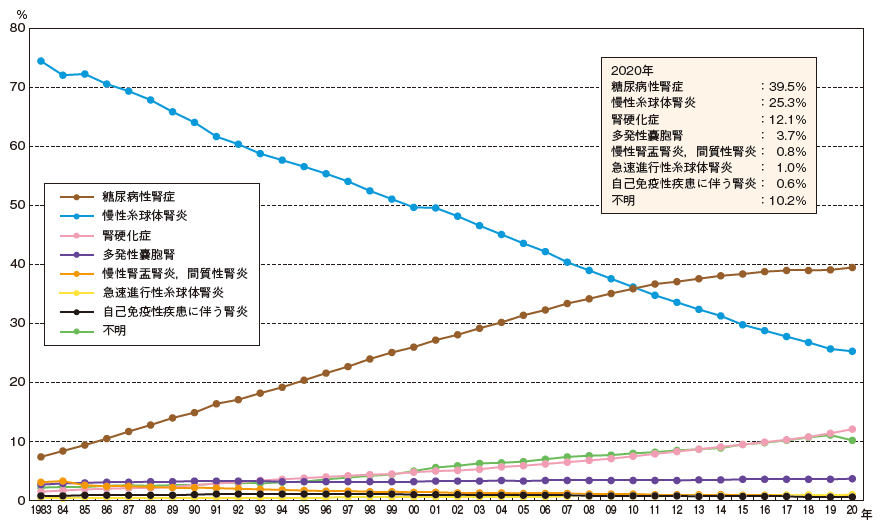 %
80
70
60
50
40
30
20
10
0
2020年
糖尿病性腎症 ：39.5%
慢性糸球体腎炎 ：25.3%
腎硬化症 ：12.1%
多発性嚢胞腎 ： 3.7%
慢性腎盂腎炎，間質性腎炎： 0.8%
急速進行性糸球体腎炎 ： 1.0%
自己免疫性疾患に伴う腎炎： 0.6%
不明 ：10.2%
糖尿病性腎症
慢性糸球体腎炎
腎硬化症
多発性嚢胞腎
慢性腎盂腎炎，間質性腎炎
急速進行性糸球体腎炎
自己免疫性疾患に伴う腎炎
不明
1983 84 85 86 87 88 89 90 91 92 93 94 95 96 97 98 99 00 01 02 03 04 05 06 07 08 09 10 11 12 13 14 15 16 17 18 19 20 年